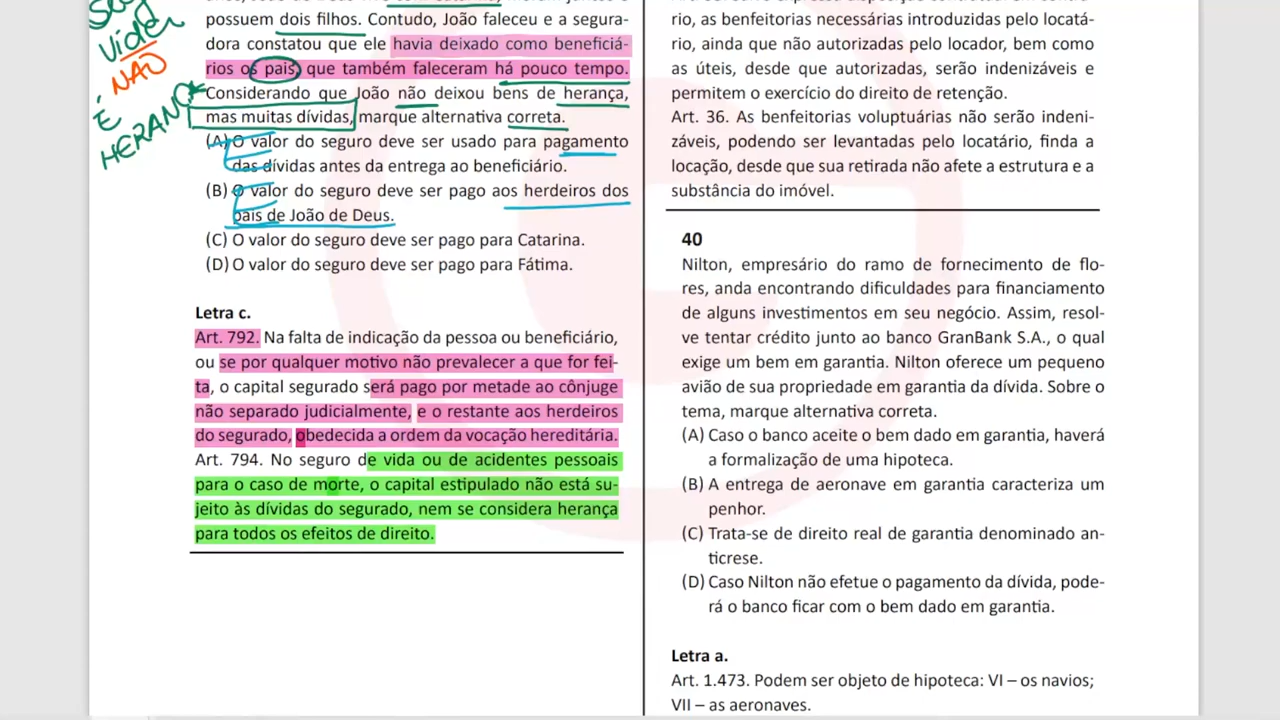 Vider
NÃO
É
HERANÇ
possuem dois filhos. Contudo, João faleceu e a segura-
dora constatou que ele havia deixado como beneficiá-
rios os pais, que também faleceram há pouco tempo.
Considerando que João não deixou bens de herança,
mas muitas dívidas, marque alternativa correta.
(A) O valor do seguro deve ser usado para pagamento
das dívidas antes da entrega ao beneficiário.
(B) O valor do seguro deve ser pago aos herdeiros dos
pais de João de Deus.
(C) O valor do seguro deve ser pago para Catarina.
(D) O valor do seguro deve ser pago para Fátima.
Letra c.
Art. 792. Na falta de indicação da pessoa ou beneficiário,
ou se por qualquer motivo não prevalecer a que for fei-
ta, o capital segurado será pago por metade ao cônjuge
não separado judicialmente, e o restante aos herdeiros
do segurado, obedecida a ordem da vocação hereditária.
Art. 794. No seguro de vida ou de acidentes pessoais
para o caso de morte, o capital estipulado não está su-
jeito às dívidas do segurado, nem se considera herança
para todos os efeitos de direito.
rio, as benfeitorias necessárias introduzidas pelo locatá-
rio, ainda que não autorizadas pelo locador, bem como
as úteis, desde que autorizadas, serão indenizáveis e
permitem o exercício do direito de retenção.
Art. 36. As benfeitorias voluptuárias não serão indeni-
záveis, podendo ser levantadas pelo locatário, finda a
locação, desde que sua retirada não afete a estrutura e a
substância do imóvel.
40
Nilton, empresário do ramo de fornecimento de flo-
res, anda encontrando dificuldades para financiamento
de alguns investimentos em seu negócio. Assim, resol-
ve tentar crédito junto ao banco GranBank S.A., o qual
exige um bem em garantia. Nilton oferece um pequeno
avião de sua propriedade em garantia da dívida. Sobre o
tema, marque alternativa correta.
(A) Caso o banco aceite o bem dado em garantia, haverá
a formalização de uma hipoteca.
(B) A entrega de aeronave em garantia caracteriza um
penhor.
(C) Trata-se de direito real de garantia denominado an-
ticrese.
(D) Caso Nilton não efetue o pagamento da dívida, pode-
rá o banco ficar com o bem dado em garantia.
Letra a.
Art. 1.473. Podem ser objeto de hipoteca: VI – os navios;
VII – as aeronaves.